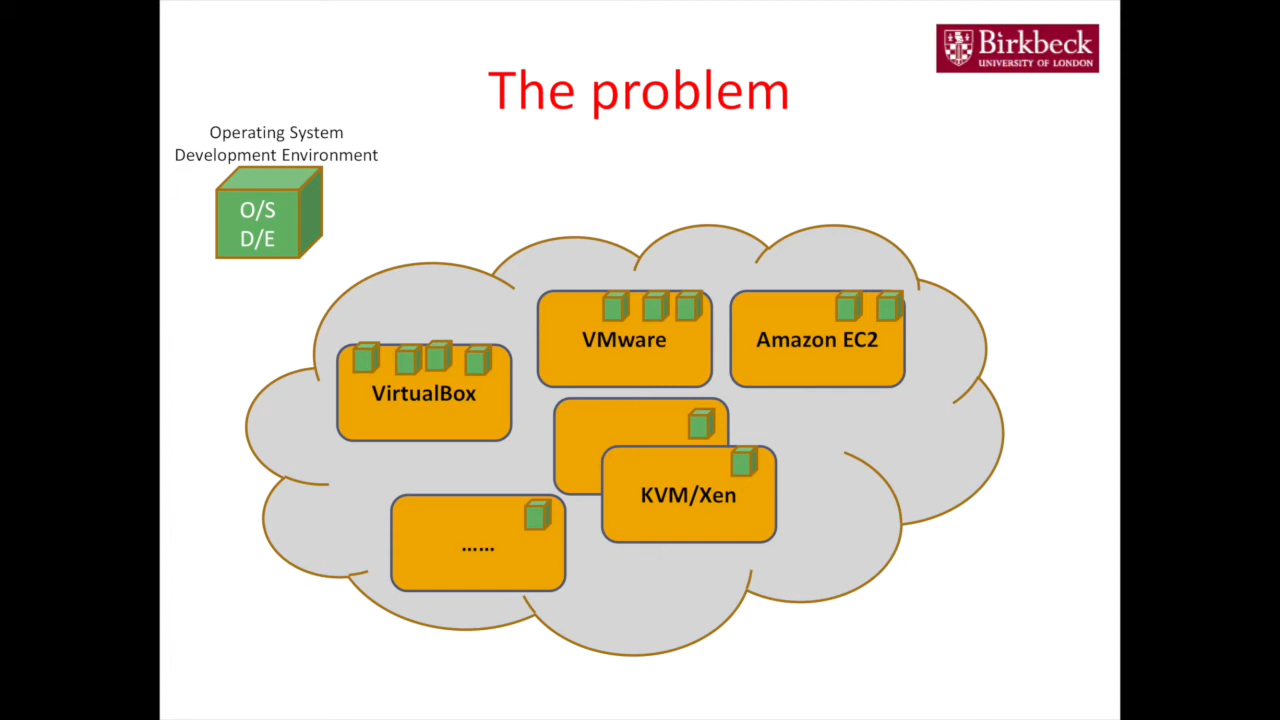 Birkbeck
UNIVERSITY OF LONDON
The problem
Operating System
Development Environment
O/S
D/E
VMware
Amazon EC2
VirtualBox
KVM/Xen
......